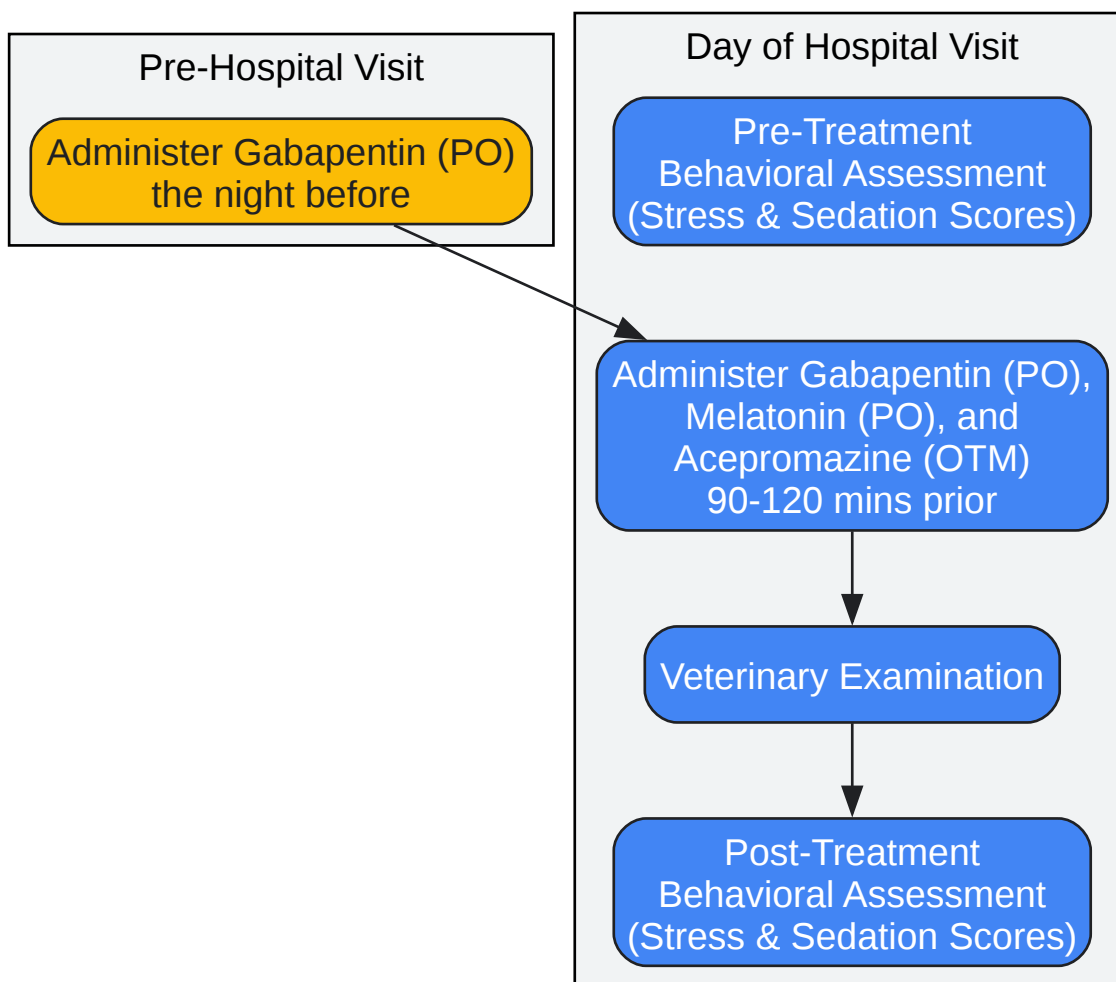 Pre-Hospital Visit
Administer Gabapentin (PO)
the night before
Day of Hospital Visit
Pre-Treatment
Behavioral Assessment
(Stress & Sedation Scores)
Administer Gabapentin (PO),
Melatonin (PO), and
Acepromazine (OTM)
90-120 mins prior
Veterinary Examination
Post-Treatment
Behavioral Assessment
(Stress & Sedation Scores)